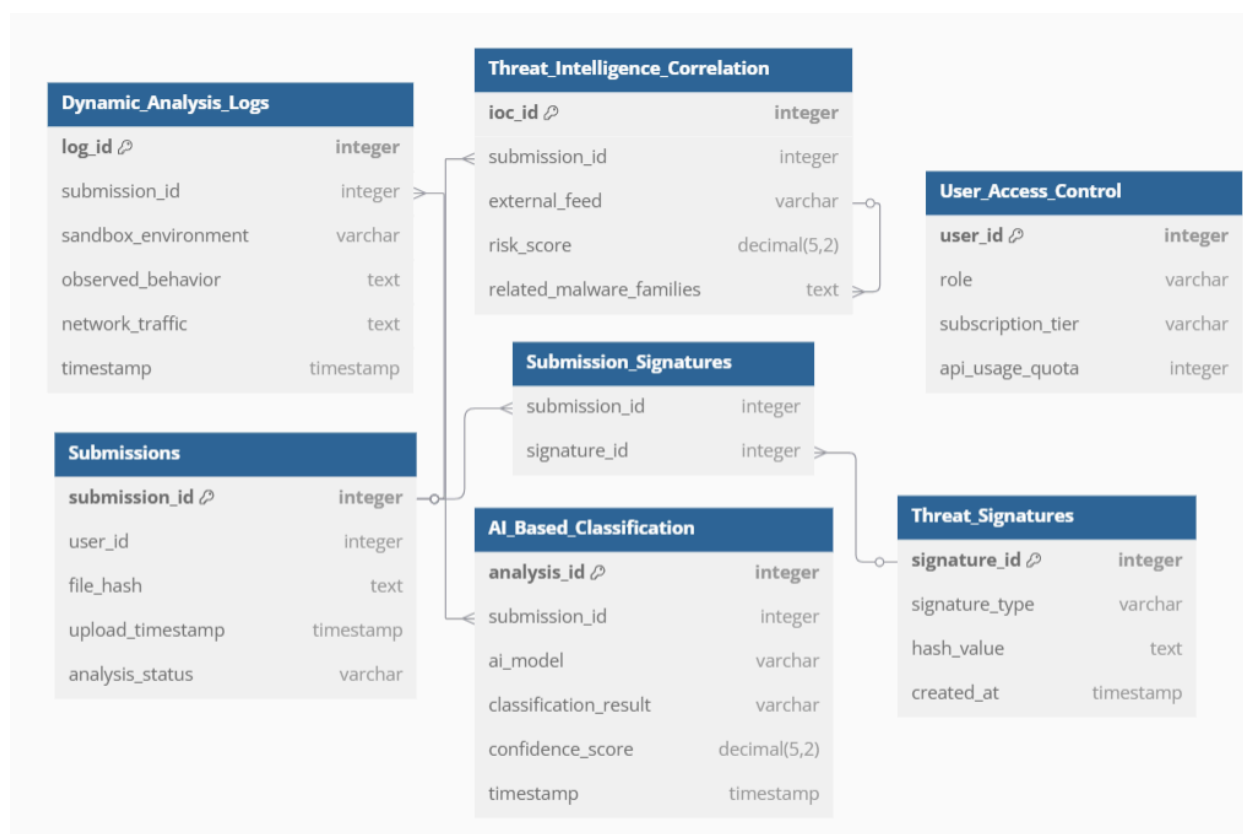 Dynamic_Analysis_Logs
log_id integer
submission_id integer
sandbox_environment varchar
observed_behavior text
network_traffic text
timestamp timestamp
Threat_Intelligence_Correlation
ioc_id integer
submission_id integer
external_feed varchar
risk_score decimal(5,2)
related_malware_families text
User_Access_Control
user_id integer
role varchar
subscription_tier varchar
api_usage_quota integer
Submission_Signatures
submission_id integer
signature_id integer
Submissions
submission_id integer
user_id integer
file_hash text
upload_timestamp timestamp
analysis_status varchar
AI_Based_Classification
analysis_id integer
submission_id integer
ai_model varchar
classification_result varchar
confidence_score decimal(5,2)
timestamp timestamp
Threat_Signatures
signature_id integer
signature_type varchar
hash_value text
created_at timestamp